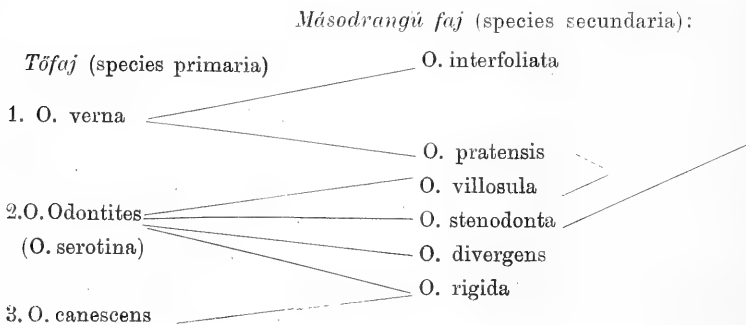 Másodrangú faj (species secundaria):
Tőfaj (species primaria)
O. interfoliata
1. O. verna
O. pratensis
O. villosula
2. O. Odontites
O. stenodonta
(O. serotina)
O. divergens
O. rigida
3. O. canescens